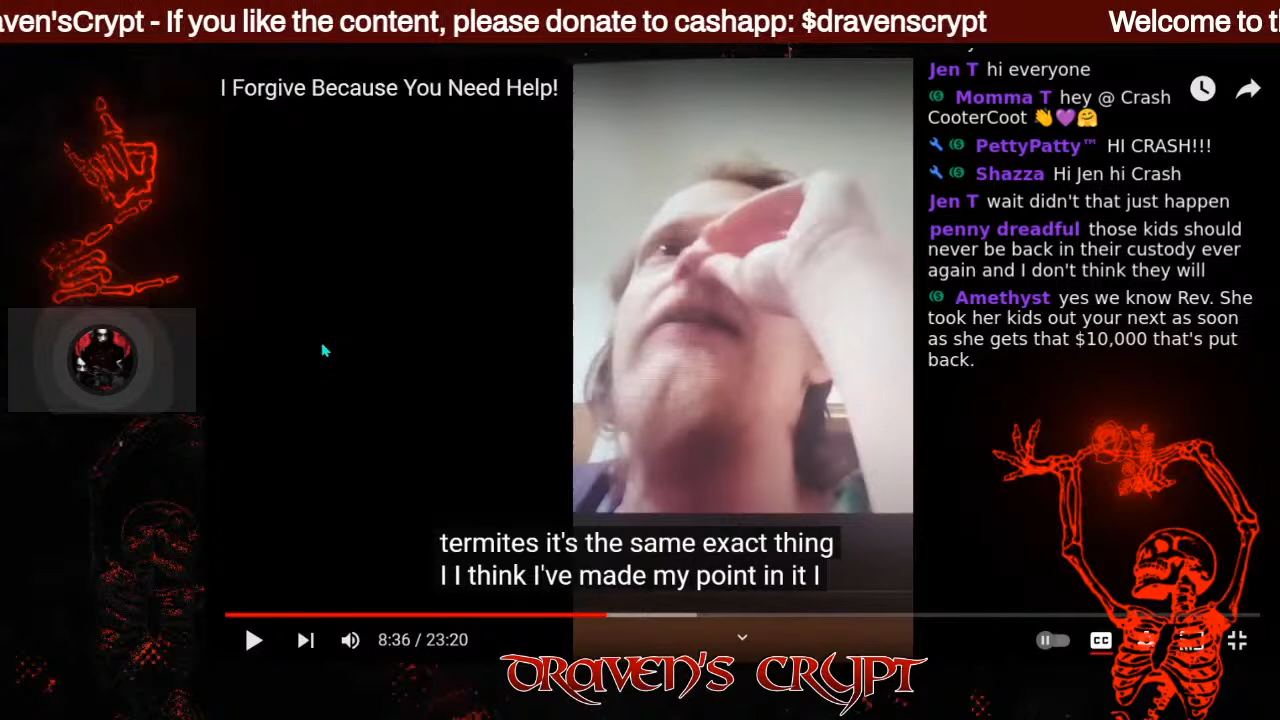 aven'sCrypt - If you like the content, please donate to cashapp: $dravenscrypt
Welcome to t
I Forgive Because You Need Help!
Jen T hi everyone
Momma T hey @ Crash
CooterCoot 👋💜🤗
PettyPatty™ HI CRASH!!!
Shazza Hi Jen hi Crash
Jen T wait didn't that just happen
penny dreadful those kids should
never be back in their custody ever
again and I don't think they will
Amethyst yes we know Rev. She
took her kids out your next as soon
as she gets that $10,000 that's put
back.
termites it's the same exact thing
I I think I've made my point in it I
8:36 / 23:20
CC
DRAVEN'S CRYPT